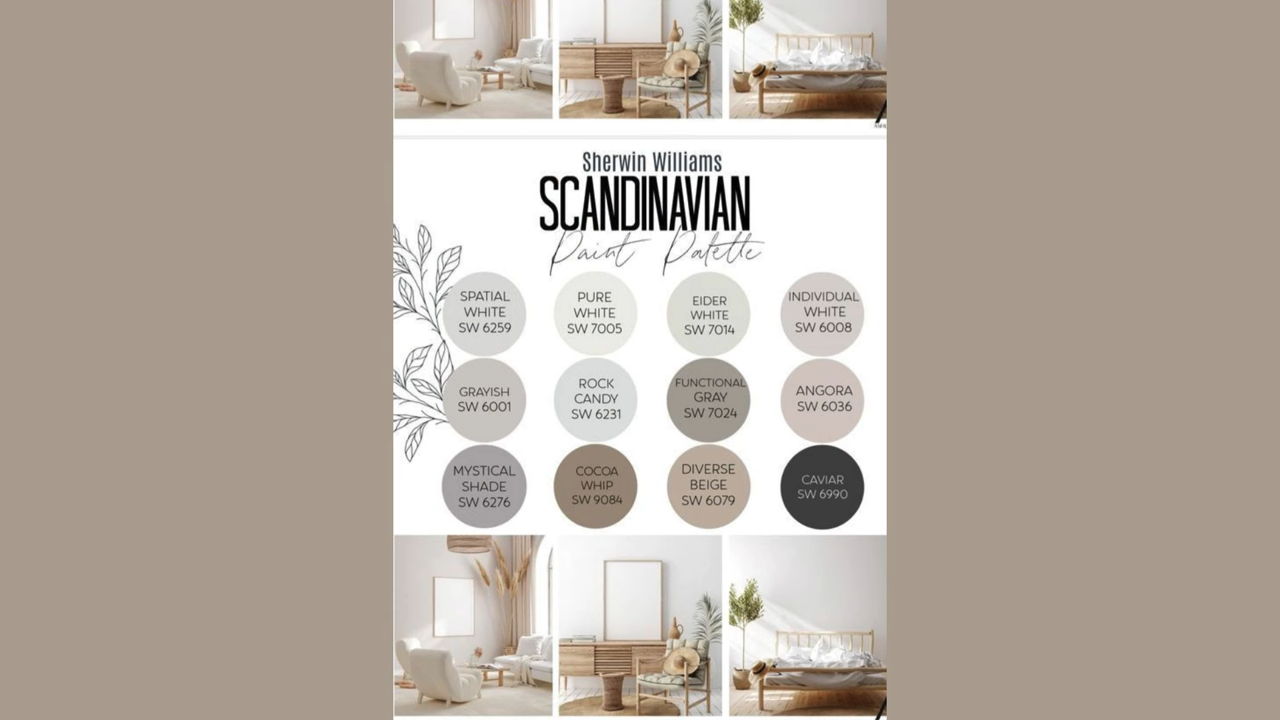 Sherwin Williams
SCANDINAVIAN
Paint Palette
SPATIAL
WHITE
SW 6259
PURE
WHITE
SW 7005
EIDER
WHITE
SW 7014
INDIVIDUAL
WHITE
SW 6008
GRAYISH
SW 6001
ROCK
CANDY
SW 6231
FUNCTIONAL
GRAY
SW 7024
ANGORA
SW 6036
MYSTICAL
SHADE
SW 6276
COCOA
WHIP
SW 9084
DIVERSE
BEIGE
SW 6079
CAVIAR
SW 6990